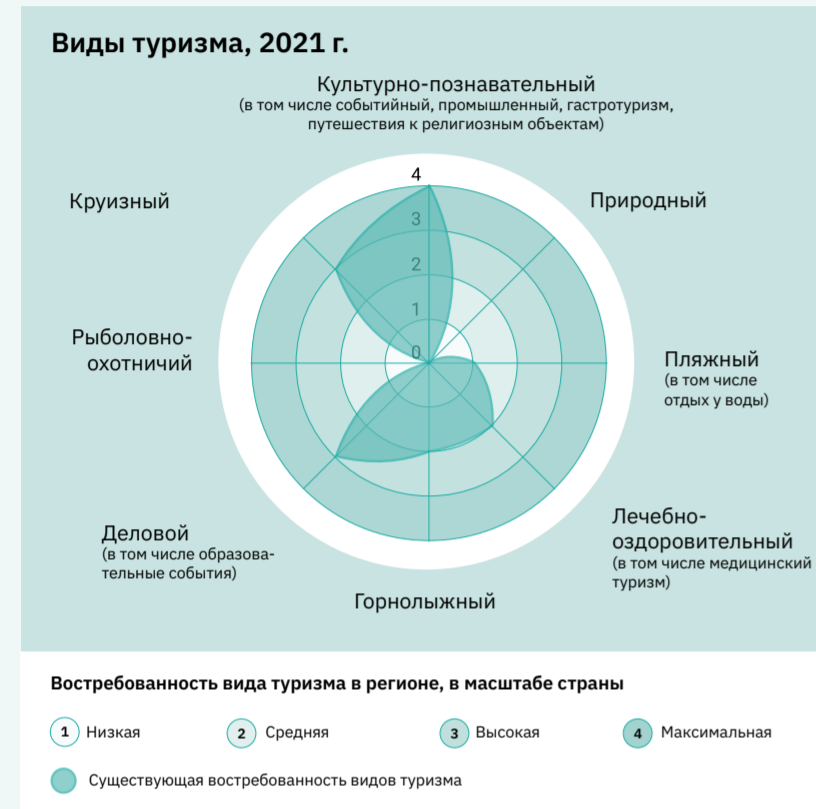 Виды туризма, 2021 г.
Культурно-познавательный
(в том числе событийный, промышленный, гастротуризм,
путешествия к религиозным объектам)
Круизный
Природный
4
3
2
1
0
Рыболовно-
охотничий
Пляжный
(в том числе
отдых у воды)
Лечебно-
оздоровительный
(в том числе медицинский
туризм)
Деловой
(в том числе образова-
тельные события)
Горнолыжный
Востребованность вида туризма в регионе, в масштабе страны
1 Низкая
2 Средняя
3 Высокая
4 Максимальная
Существующая востребованность видов туризма